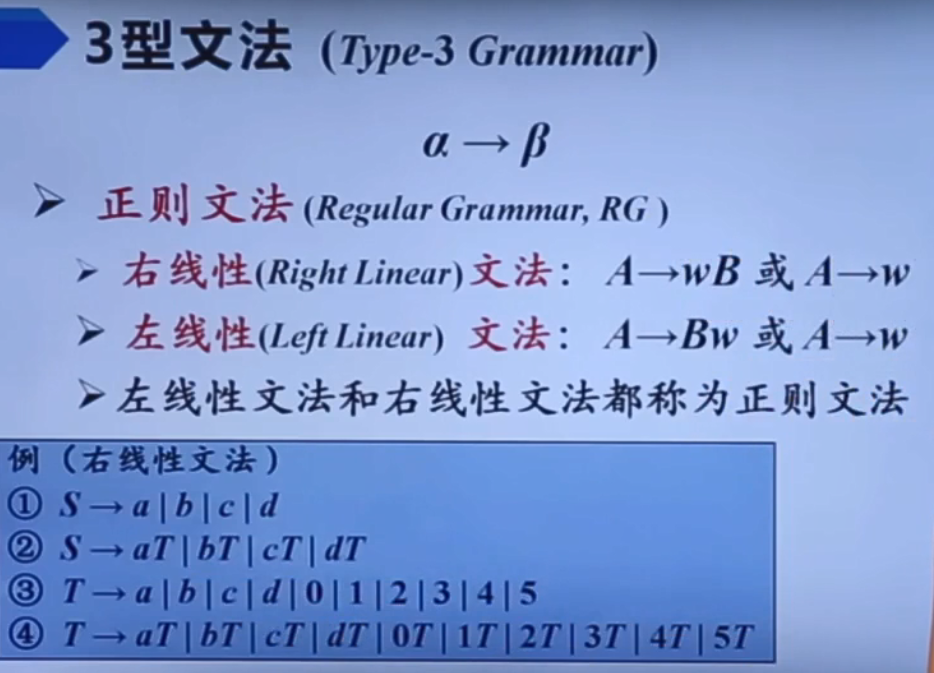 3型文法 (Type-3 Grammar)
α → β
➢ 正则文法 (Regular Grammar, RG )
➢ 右线性(Right Linear)文法： A→wB 或 A→w
➢ 左线性(Left Linear) 文法： A→Bw 或 A→w
➢ 左线性文法和右线性文法都称为正则文法
例（右线性文法）
① S → a | b | c | d
② S → aT | bT | cT | dT
③ T → a | b | c | d | 0 | 1 | 2 | 3 | 4 | 5
④ T → aT | bT | cT | dT | 0T | 1T | 2T | 3T | 4T | 5T